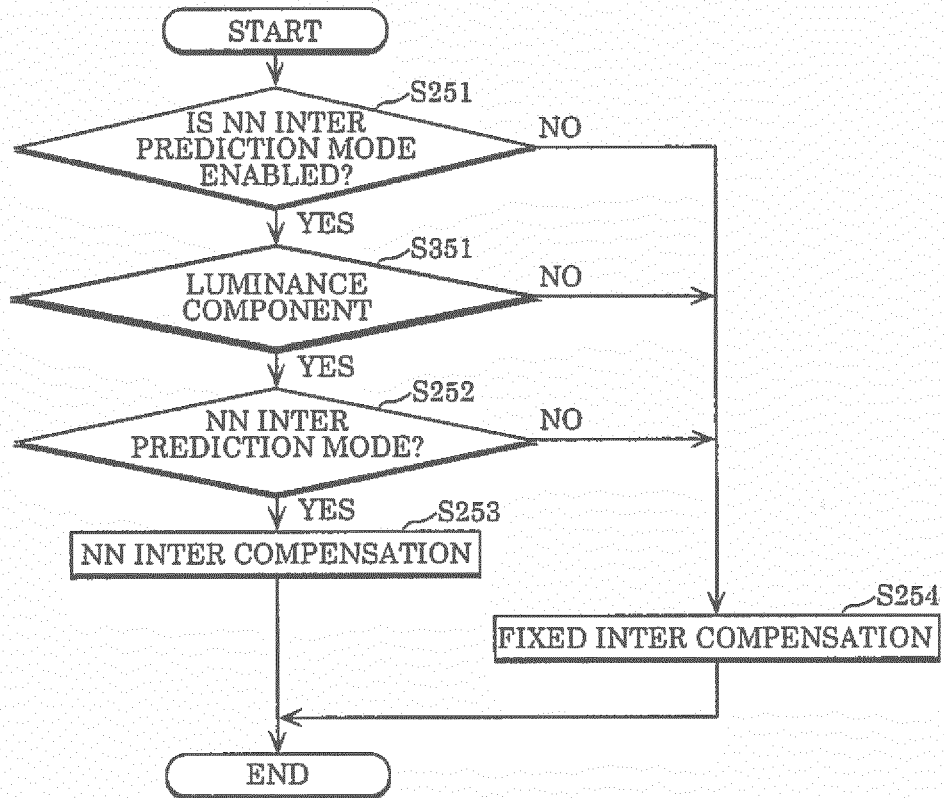 START
S251
IS NN INTER
PREDICTION MODE
ENABLED?
NO
YES
S351
LUMINANCE
COMPONENT
NO
YES
S252
NN INTER
PREDICTION MODE?
NO
YES
S253
NN INTER COMPENSATION
S254
FIXED INTER COMPENSATION
END